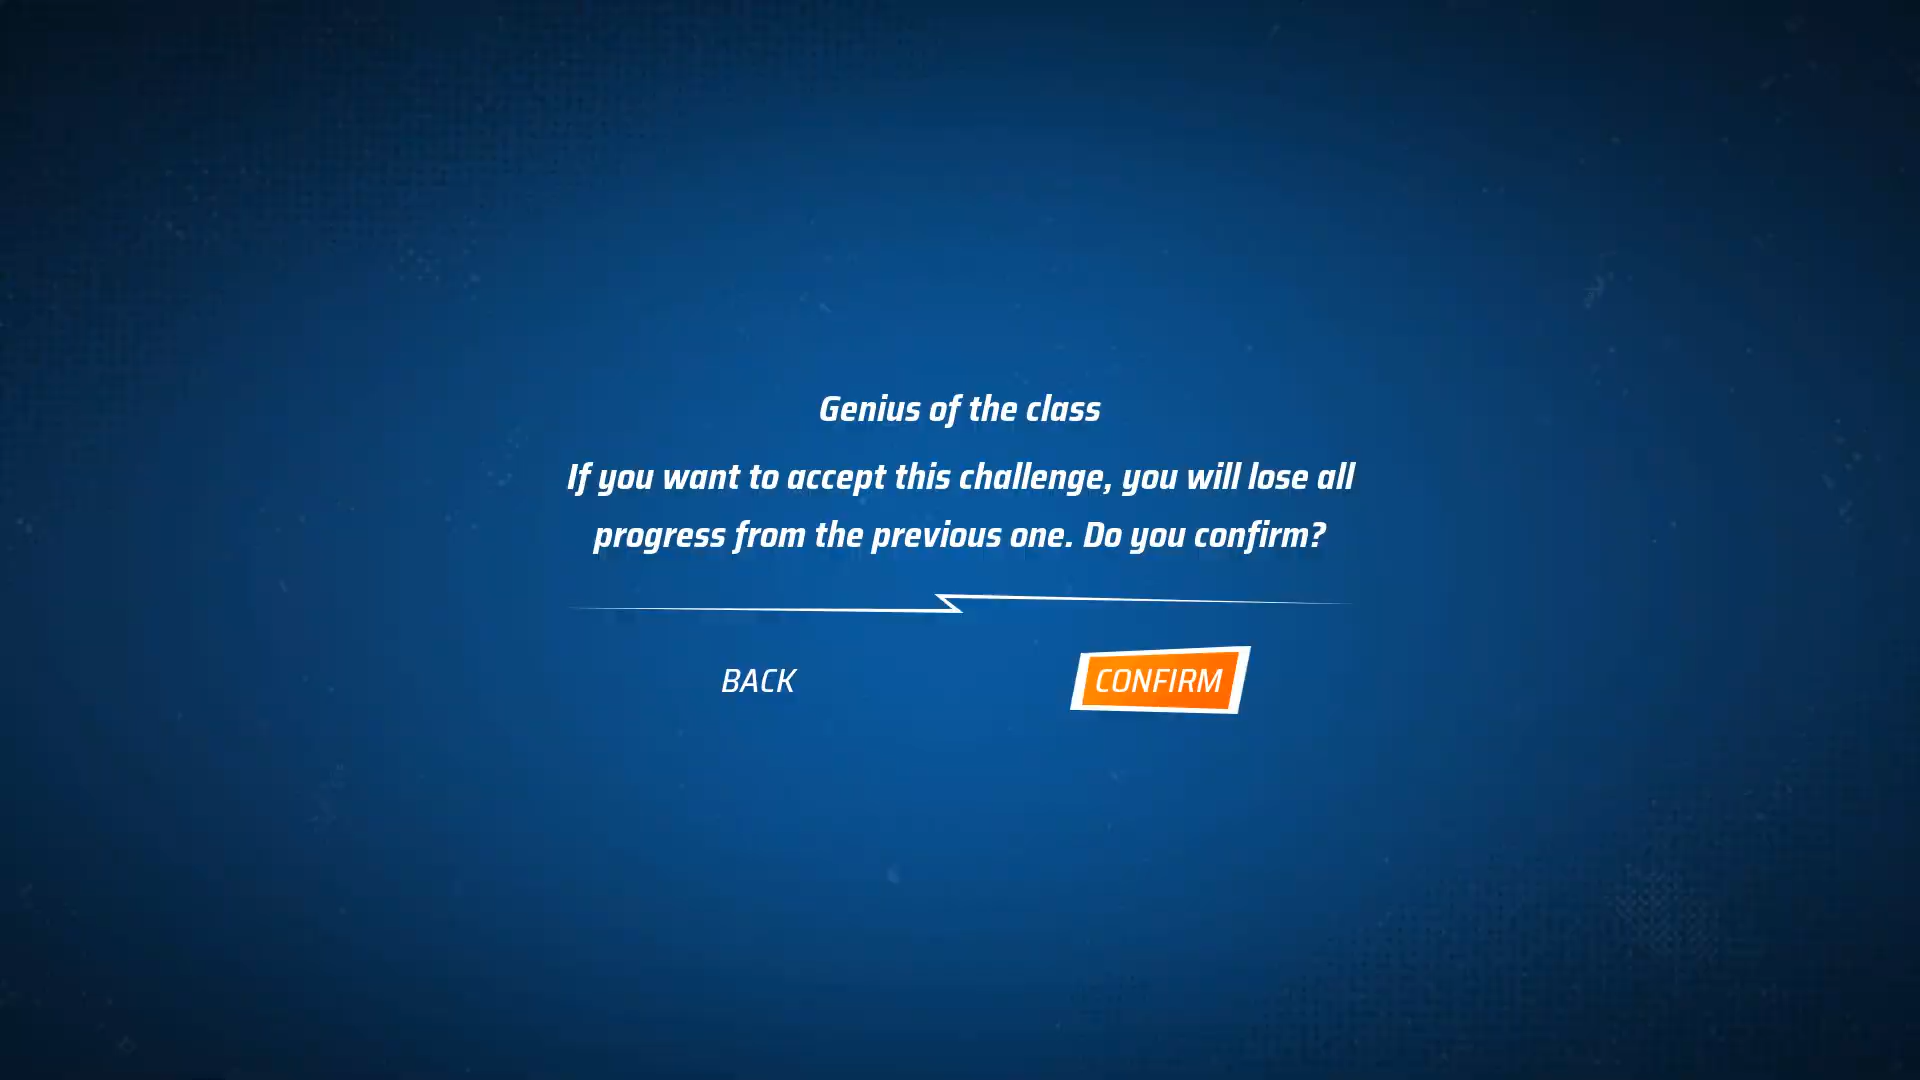 Genius of the class
If you want to accept this challenge, you will lose all
progress from the previous one. Do you confirm?
BACK
CONFIRM